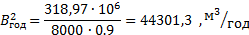 B²год = 318,97 · 10⁶ / 8000 · 0.9 = 44301,3 , м³/год